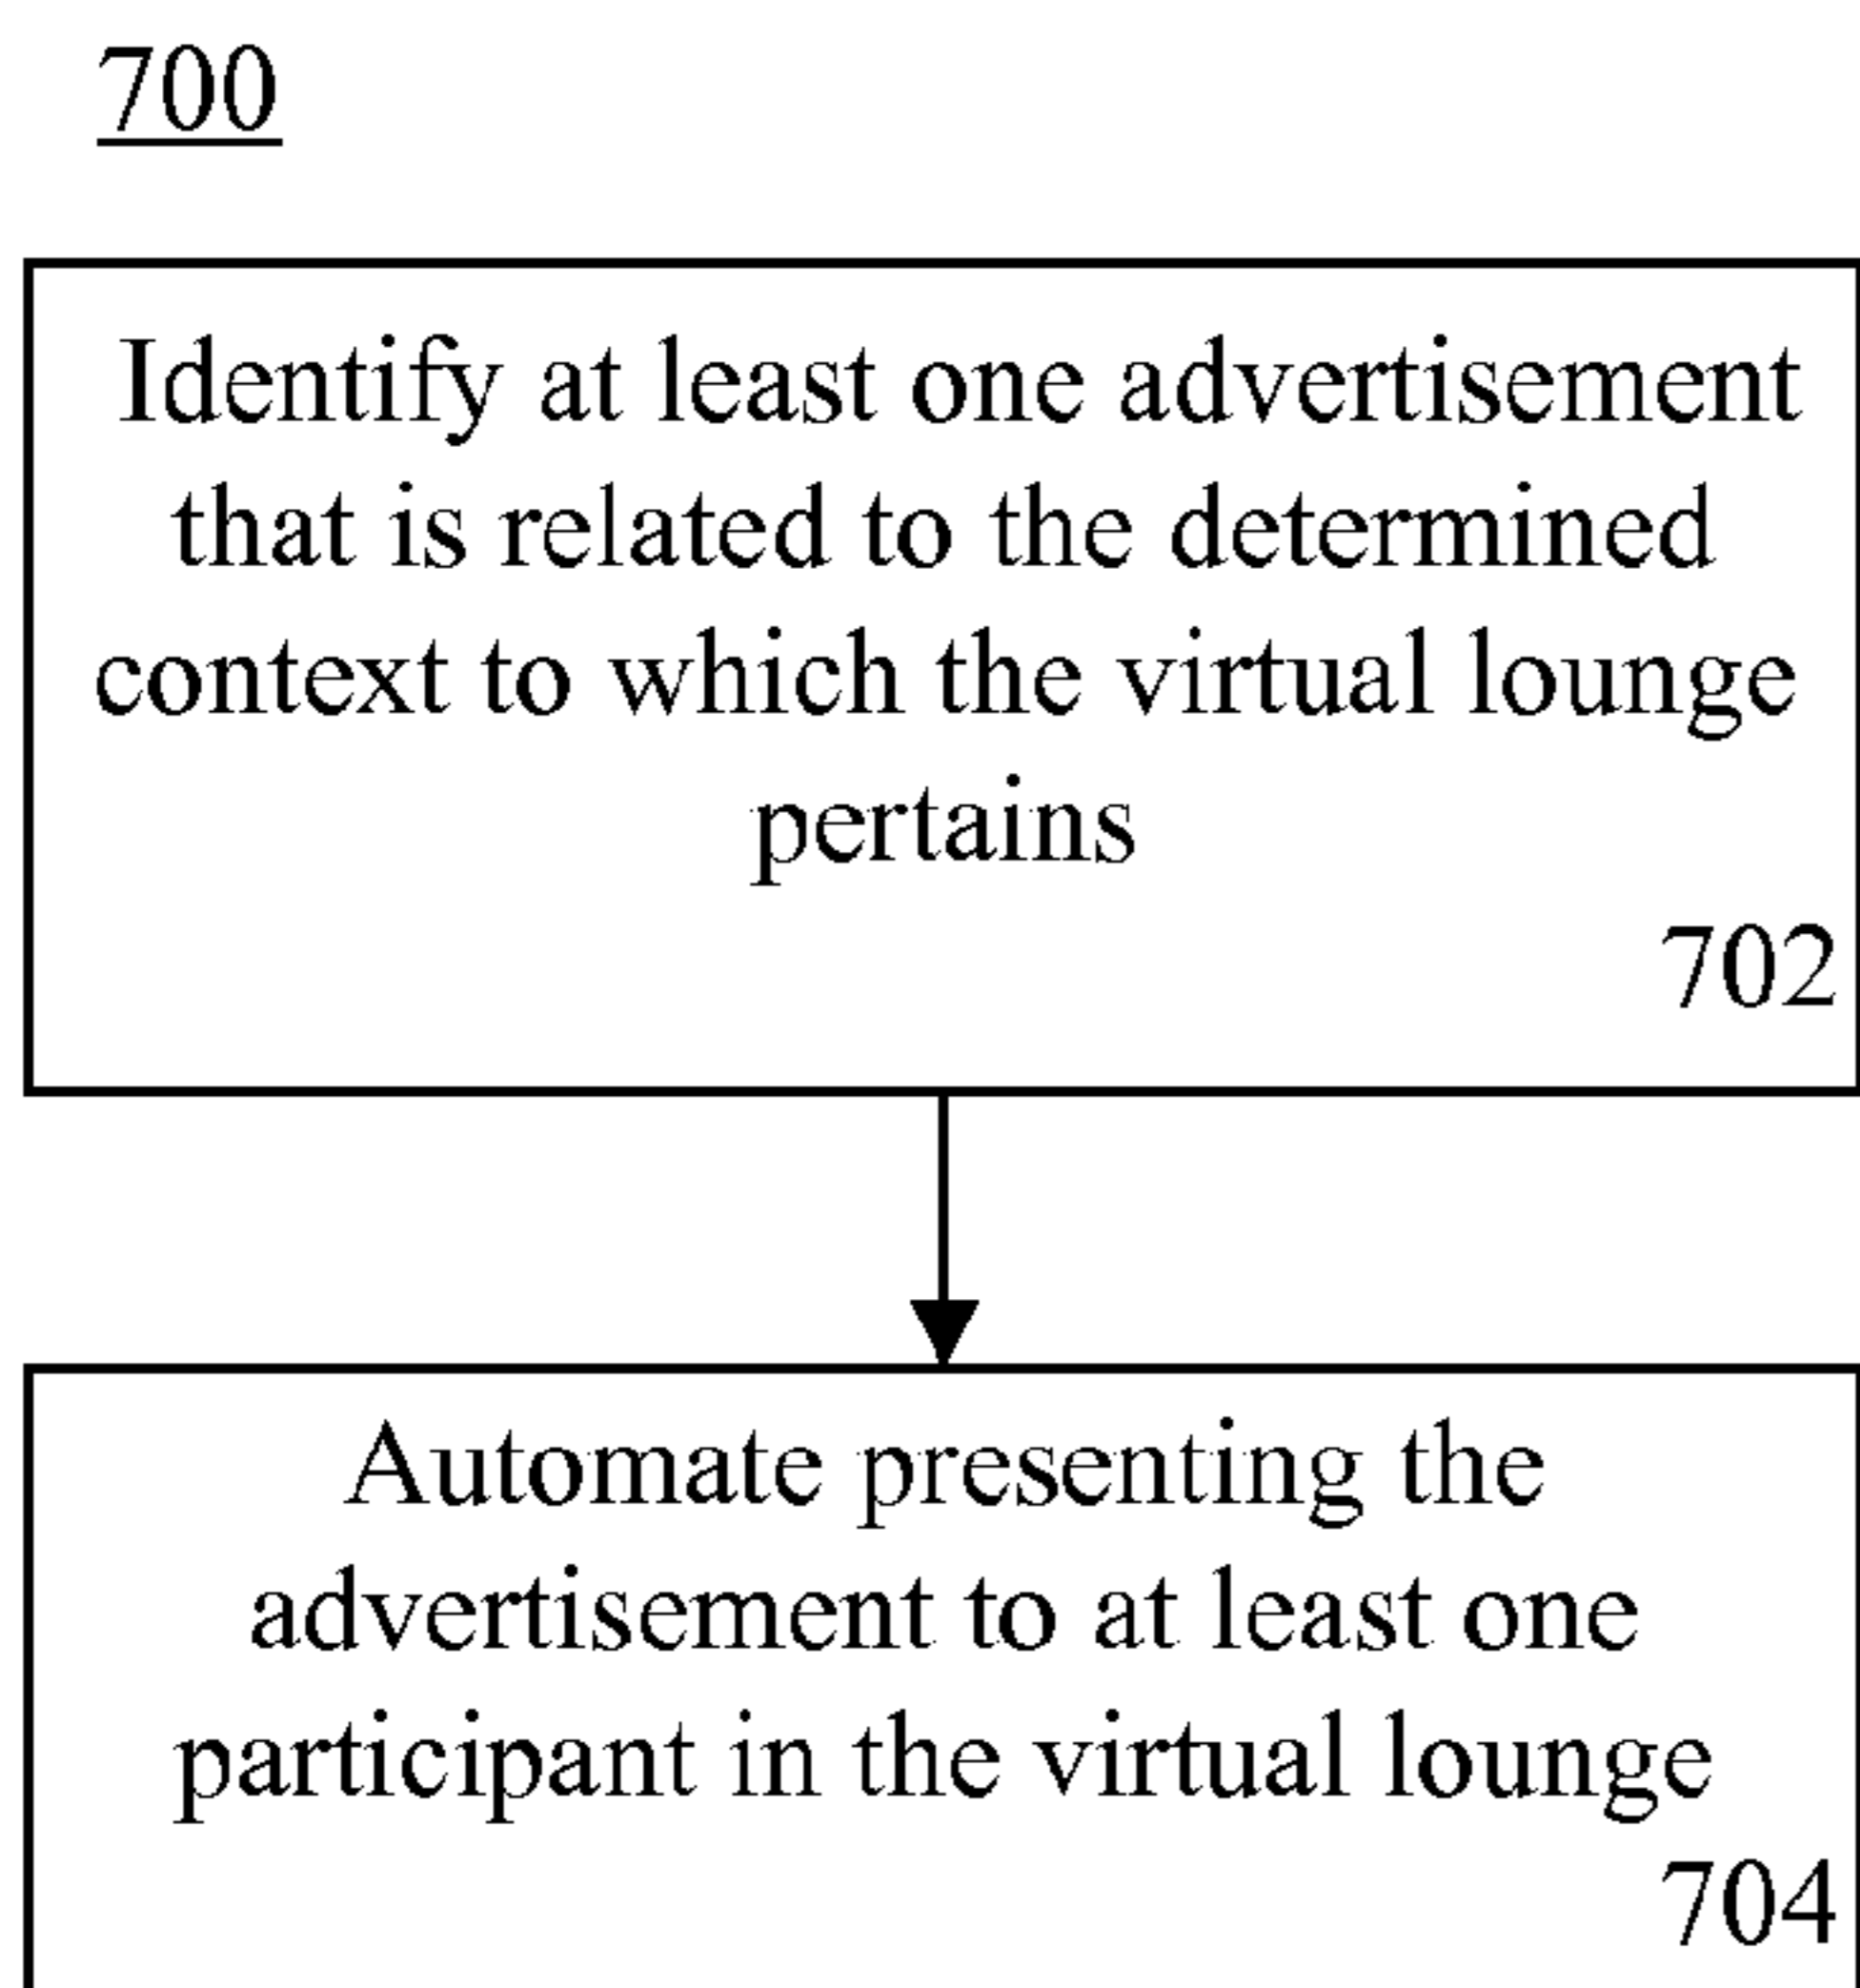 700
Identify at least one advertisement
that is related to the determined
context to which the virtual lounge
pertains
702
Automate presenting the
advertisement to at least one
participant in the virtual lounge
704